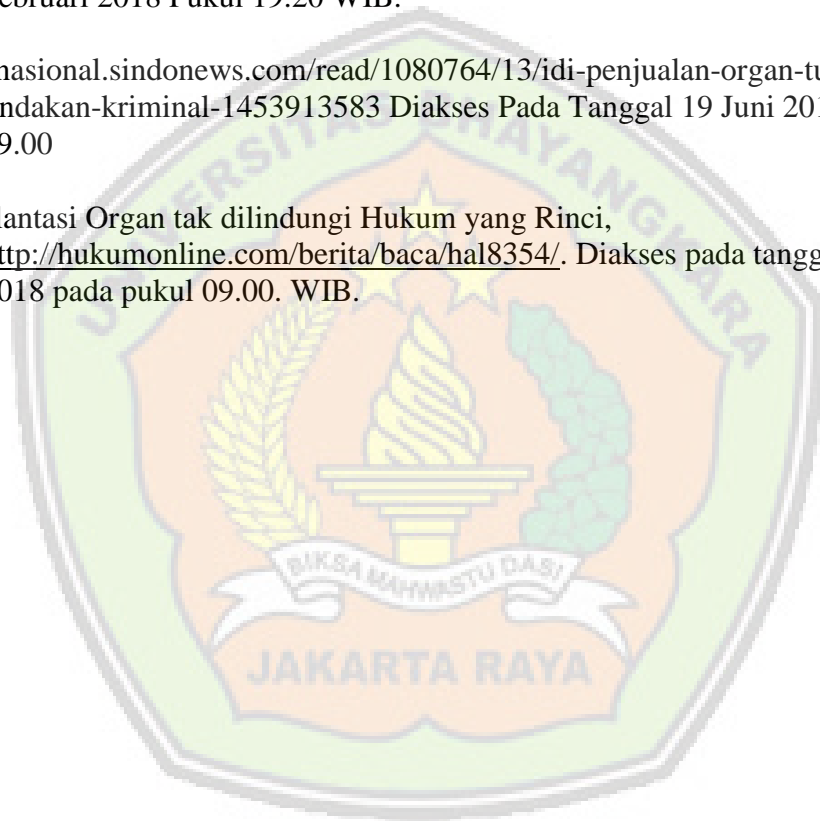 ebruari 2018 Pukul 19.20 WIB.
nasional.sindonews.com/read/1080764/13/idi-penjualan-organ-tu
ndakan-kriminal-1453913583 Diakses Pada Tanggal 19 Juni 201
9.00
lantasi Organ tak dilindungi Hukum yang Rinci,
ttp://hukumonline.com/berita/baca/hal8354/. Diakses pada tangg
018 pada pukul 09.00. WIB.
UNIVERSITAS BHAYANGKARA
BIKSA MAHWASTU DASI
JAKARTA RAYA